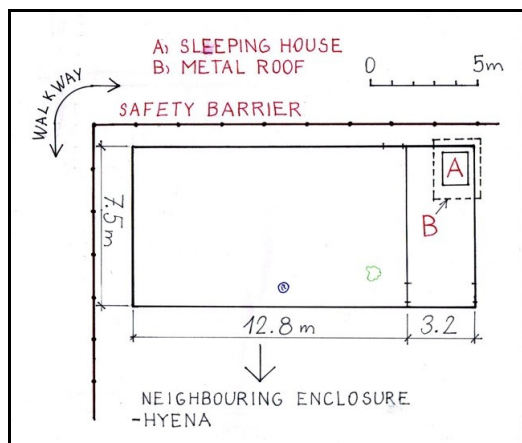 A) SLEEPING HOUSE
B) METAL ROOF
0 5m
WALKWAY
SAFETY BARRIER
A
B
7.5m
12.8 m
3.2
NEIGHBOURING ENCLOSURE
-HYENA